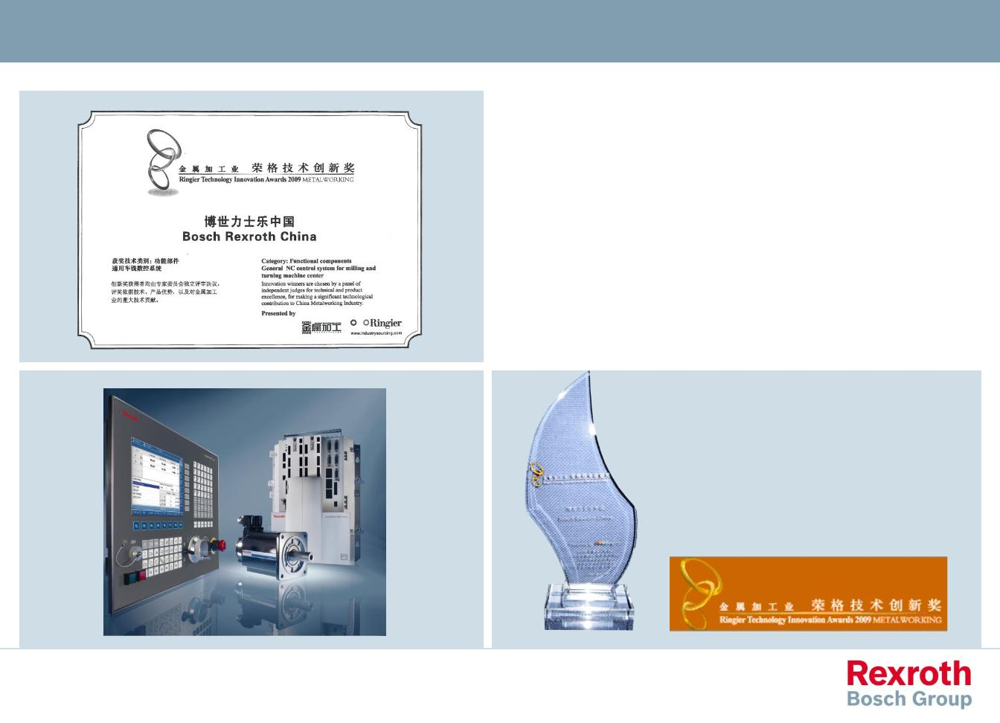 金属加工业 荣格技术创新奖
Ringier Technology Innovation Awards 2009 METALWORKING
博世力士乐中国
Bosch Rexroth China
获奖技术类别：功能部件
通用车铣数控系统
创新奖获得者均由专家委员会独立评审决议，
评奖依据技术、产品优势，以及对金属加工
业的重大技术贡献。
Category: Functional components
General NC control system for milling and
turning machine center
Innovation winners are chosen by a panel of
independent judges for technical and product
excellence, for making a significant technological
contribution to China Metalworking Industry.
Presented by
金属加工 Ringier
www.industrysourcing.com
Rexroth
Rexroth
金属加工业 荣格技术创新奖
Ringier Technology Innovation Awards 2009 METALWORKING
Rexroth
Bosch Group